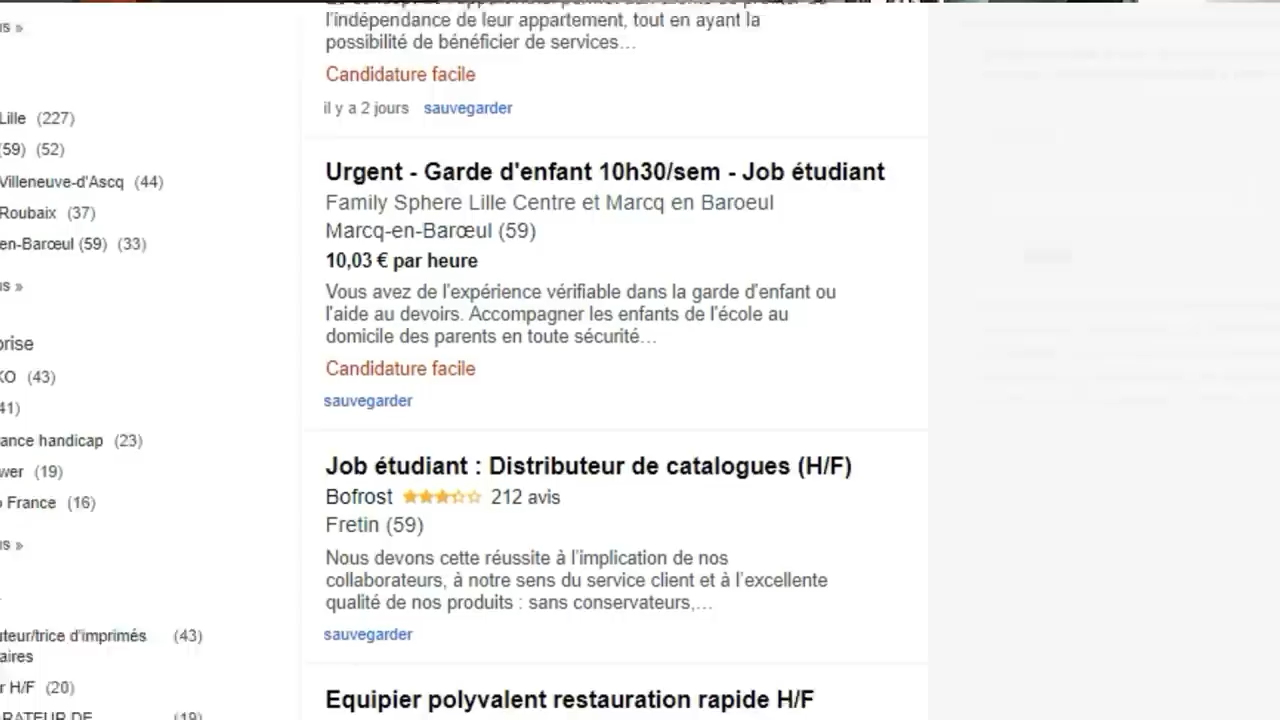 l'indépendance de leur appartement, tout en ayant la
possibilité de bénéficier de services…
Candidature facile
il y a 2 jours sauvegarder
Urgent - Garde d'enfant 10h30/sem - Job étudiant
Family Sphere Lille Centre et Marcq en Baroeul
Marcq-en-Barœul (59)
10,03 € par heure
Vous avez de l'expérience vérifiable dans la garde d'enfant ou
l'aide au devoirs. Accompagner les enfants de l'école au
domicile des parents en toute sécurité…
Candidature facile
sauvegarder
Job étudiant : Distributeur de catalogues (H/F)
Bofrost 212 avis
Fretin (59)
Nous devons cette réussite à l'implication de nos
collaborateurs, à notre sens du service client et à l'excellente
qualité de nos produits : sans conservateurs,…
sauvegarder
Equipier polyvalent restauration rapide H/F
Lille (227)
(59) (52)
Villeneuve-d'Ascq (44)
Roubaix (37)
en-Barœul (59) (33)
(43)
41)
ance handicap (23)
(19)
France (16)
d'imprimés (43)
aires
H/F (20)